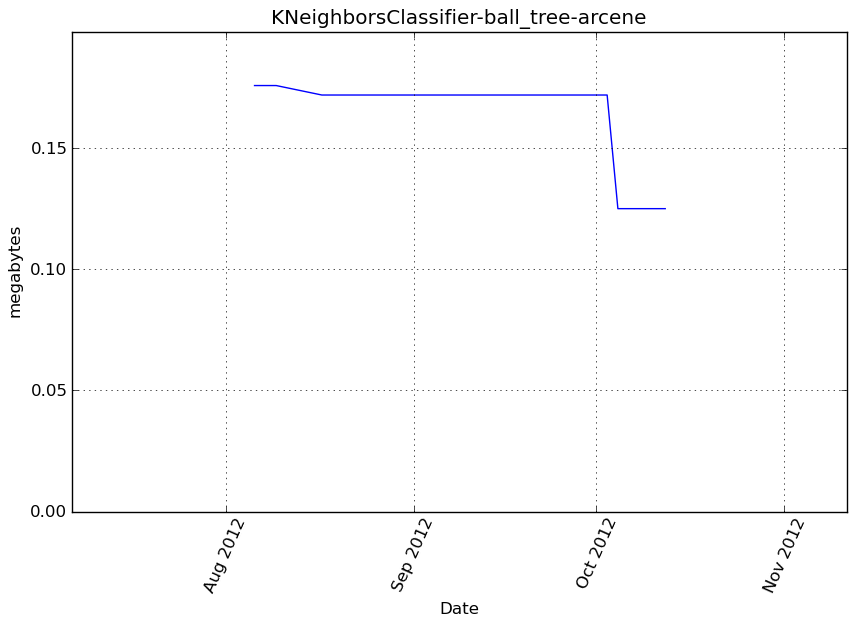 KNeighborsClassifier-ball_tree-arcene
0.15
0.10
0.05
0.00
megabytes
Aug 2012
Sep 2012
Oct 2012
Nov 2012
Date